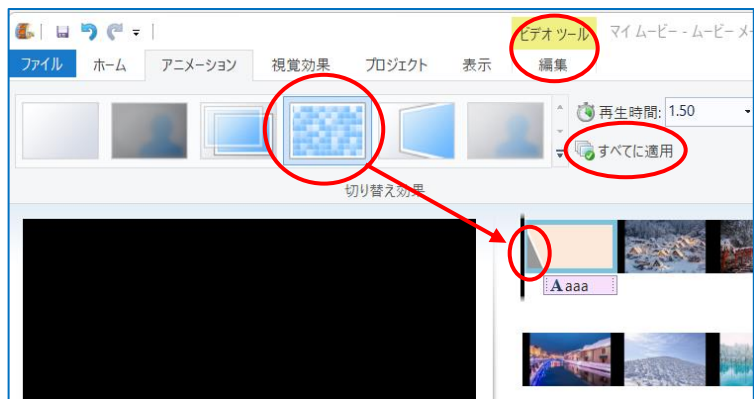 ビデオ ツール マイ ムービー - ムービー メー
ファイル ホーム アニメーション 視覚効果 プロジェクト 表示 編集
再生時間: 1.50
すべてに適用
切り替え効果
A aaa